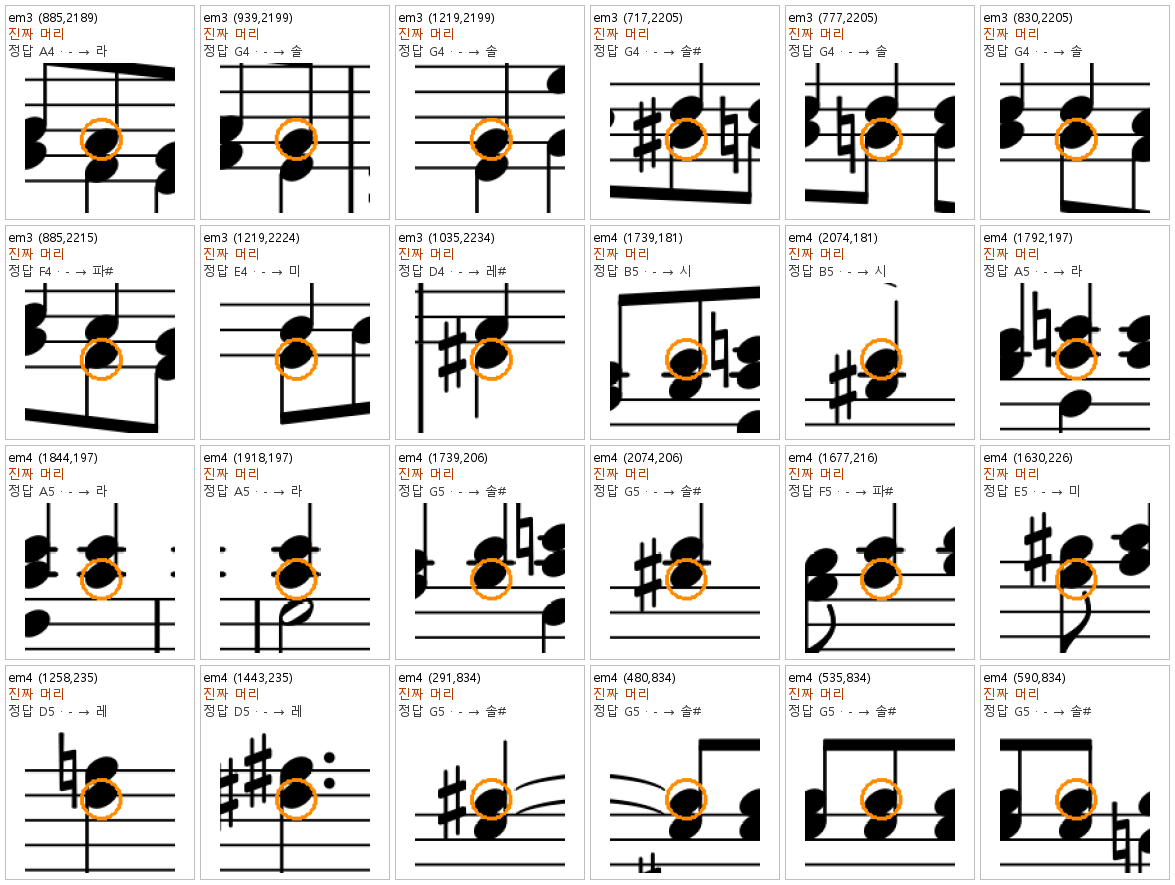 em3 (885,2189)
진짜 머리
정답 A4 · - → 라
em3 (939,2199)
진짜 머리
정답 G4 · - → 솔
em3 (1219,2199)
진짜 머리
정답 G4 · - → 솔
em3 (717,2205)
진짜 머리
정답 G4 · - → 솔#
em3 (777,2205)
진짜 머리
정답 G4 · - → 솔
em3 (830,2205)
진짜 머리
정답 G4 · - → 솔
em3 (885,2215)
진짜 머리
정답 F4 · - → 파#
em3 (1219,2224)
진짜 머리
정답 E4 · - → 미
em3 (1035,2234)
진짜 머리
정답 D4 · - → 레#
em4 (1739,181)
진짜 머리
정답 B5 · - → 시
em4 (2074,181)
진짜 머리
정답 B5 · - → 시
em4 (1792,197)
진짜 머리
정답 A5 · - → 라
em4 (1844,197)
진짜 머리
정답 A5 · - → 라
em4 (1918,197)
진짜 머리
정답 A5 · - → 라
em4 (1739,206)
진짜 머리
정답 G5 · - → 솔#
em4 (2074,206)
진짜 머리
정답 G5 · - → 솔#
em4 (1677,216)
진짜 머리
정답 F5 · - → 파#
em4 (1630,226)
진짜 머리
정답 E5 · - → 미
em4 (1258,235)
진짜 머리
정답 D5 · - → 레
em4 (1443,235)
진짜 머리
정답 D5 · - → 레
em4 (291,834)
진짜 머리
정답 G5 · - → 솔#
em4 (480,834)
진짜 머리
정답 G5 · - → 솔#
em4 (535,834)
진짜 머리
정답 G5 · - → 솔#
em4 (590,834)
진짜 머리
정답 G5 · - → 솔#